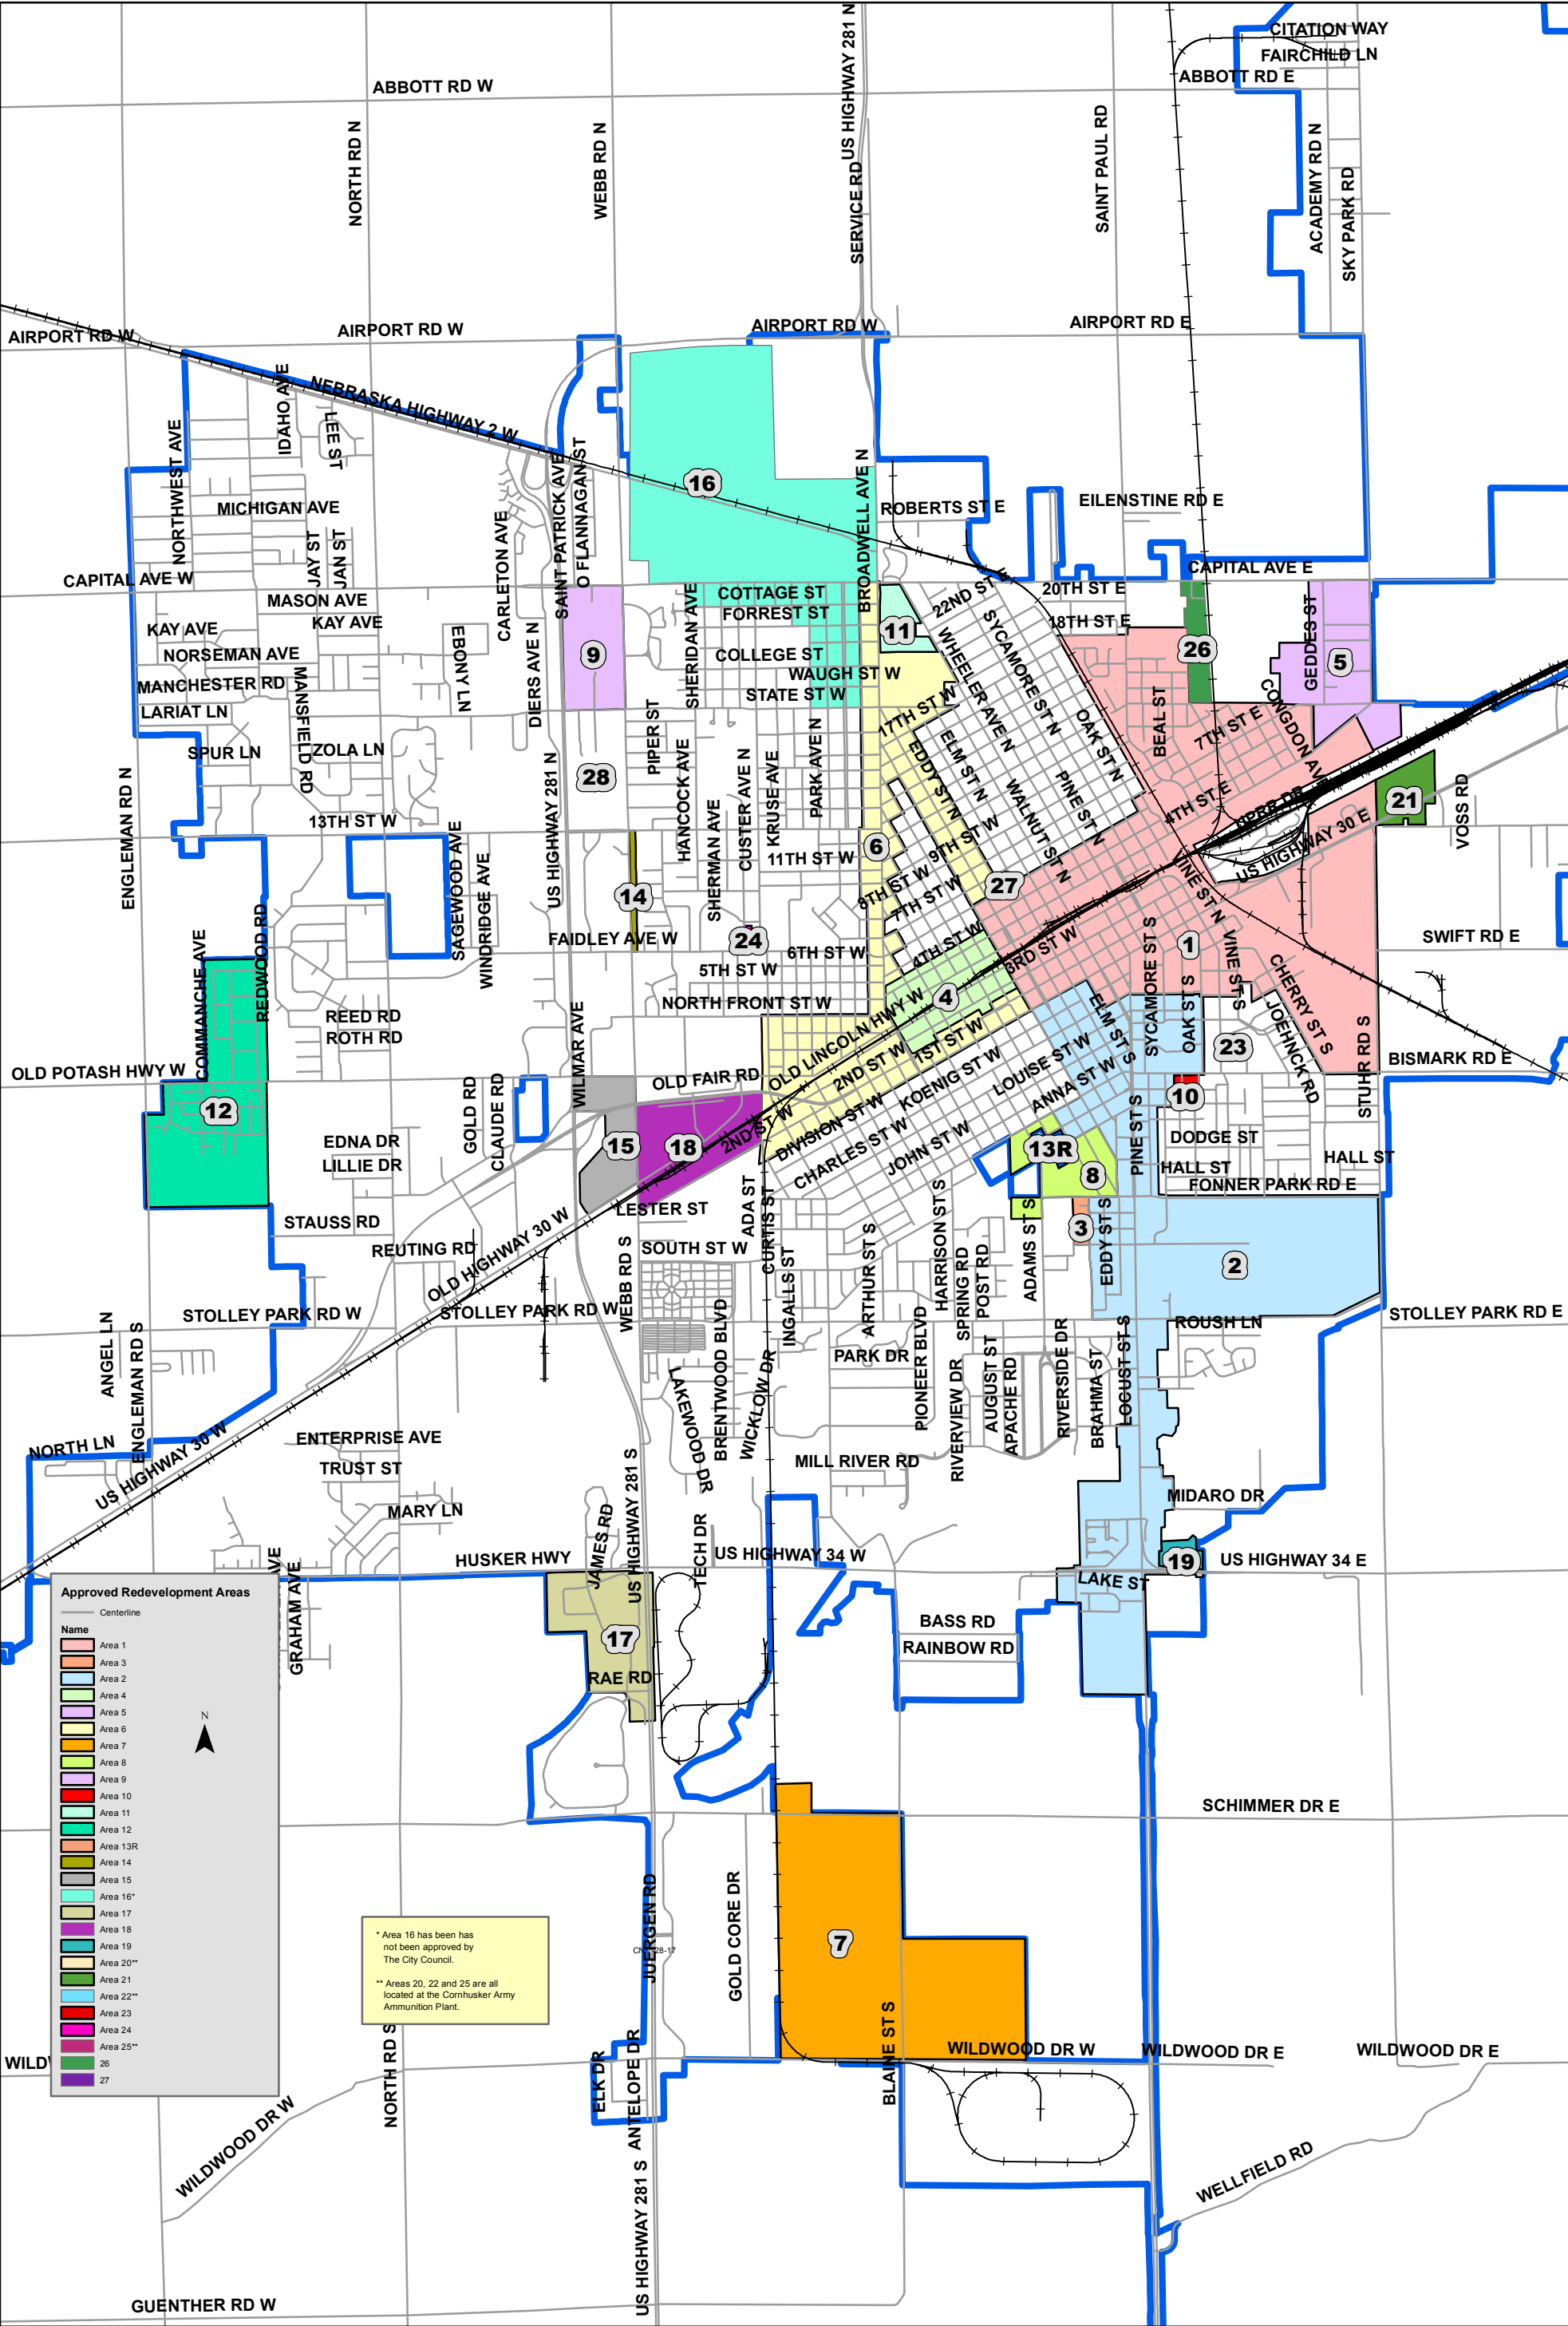 CITATION WAY
FAIRCHILD LN
ABBOTT RD E
ABBOTT RD W
NORTH RD N
WEBB RD N
US HIGHWAY 281 N
SERVICE RD
SAINT PAUL RD
ACADEMY RD N
SKY PARK RD
AIRPORT RD W
AIRPORT RD W
AIRPORT RD W
AIRPORT RD E
NEBRASKA HIGHWAY 2 W
IDAHO AVE
LEE ST
NORTHWEST AVE
MICHIGAN AVE
JAY ST
JAN ST
CARLETON AVE
SAINT PATRICK AVE
O FLANNAGAN ST
16
BROADWELL AVE N
ROBERTS ST E
EILENSTINE RD E
CAPITAL AVE W
CAPITAL AVE E
MASON AVE
KAY AVE
KAY AVE
NORSEMAN AVE
MANCHESTER RD
LARIAT LN
SPUR LN
MANSFIELD RD
ZOLA LN
EBONY LN
DIERS AVE N
9
SHERIDAN AVE
COTTAGE ST
FORREST ST
COLLEGE ST
WAUGH ST W
STATE ST W
11
22ND ST E
20TH ST E
18TH ST E
SYCAMORE ST N
WHEELER AVE N
26
GEDDES ST
5
17TH ST W
EDDY ST N
ELM ST N
OAK ST N
BEAL ST
7TH ST E
CONGDON AVE
PIPER ST
HANCOCK AVE
CUSTER AVE N
KRUSE AVE
PARK AVE N
28
US HIGHWAY 281 N
WALNUT ST N
PINE ST N
4TH ST E
UPRR DR
US HIGHWAY 30 E
21
VOSS RD
ENGLEMAN RD N
13TH ST W
SAGEWOOD AVE
WINDRIDGE AVE
14
SHERMAN AVE
11TH ST W
6
9TH ST W
8TH ST W
7TH ST W
27
FAIDLEY AVE W
24
6TH ST W
5TH ST W
4TH ST W
3RD ST W
NORTH FRONT ST W
4
1
VINE ST S
SYCAMORE ST S
OAK ST S
CHERRY ST S
SWIFT RD E
COMMANCHE AVE
REDWOOD RD
REED RD
ROTH RD
WILMAR AVE
OLD LINCOLN HWY W
2ND ST W
1ST ST W
ELM ST S
23
JOEHNCK RD
STUHR RD S
BISMARK RD E
OLD POTASH HWY W
12
OLD FAIR RD
KOENIG ST W
LOUISE ST W
ANNA ST W
10
GOLD RD
CLAUDE RD
EDNA DR
LILLIE DR
15
18
2ND ST W
DIVISION ST W
CHARLES ST W
JOHN ST W
13R
8
PINE ST S
DODGE ST
HALL ST
HALL ST
FONNER PARK RD E
STAUSS RD
LESTER ST
ADA ST
CURTIS ST
3
EDDY ST S
2
REUTING RD
OLD HIGHWAY 30 W
WEBB RD S
SOUTH ST W
INGALLS ST
ARTHUR ST S
HARRISON ST S
SPRING RD
POST RD
ADAMS ST S
STOLLEY PARK RD W
STOLLEY PARK RD W
STOLLEY PARK RD E
ROUSH LN
ANGEL LN
ENGLEMAN RD S
LAKEWOOD DR
BRENTWOOD BLVD
WICKLOW DR
PARK DR
PIONEER BLVD
RIVERVIEW DR
AUGUST ST
APACHE RD
RIVERSIDE DR
BRAHMA ST
LOCUST ST S
NORTH LN
US HIGHWAY 30 W
ENTERPRISE AVE
TRUST ST
MARY LN
MILL RIVER RD
MIDARO DR
HUSKER HWY
JAMES RD
US HIGHWAY 281 S
TECH DR
US HIGHWAY 34 W
19
US HIGHWAY 34 E
LAKE ST
GRAHAM AVE
17
RAE RD
BASS RD
RAINBOW RD
Approved Redevelopment Areas
Centerline
Name
Area 1
Area 3
Area 2
Area 4
Area 5
Area 6
Area 7
Area 8
Area 9
Area 10
Area 11
Area 12
Area 13R
Area 14
Area 15
Area 16*
Area 17
Area 18
Area 19
Area 20**
Area 21
Area 22**
Area 23
Area 24
Area 25**
26
27
N
SCHIMMER DR E
* Area 16 has been has
not been approved by
The City Council.
** Areas 20, 22 and 25 are all
located at the Cornhusker Army
Ammunition Plant.
JUERGEN RD
GOLD CORE DR
7
BLAINE ST S
WILDWOOD DR W
WILDWOOD DR E
WILDWOOD DR E
NORTH RD S
ELK DR
ANTELOPE DR
WILDWOOD DR W
WELLFIELD RD
US HIGHWAY 281 S
GUENTHER RD W